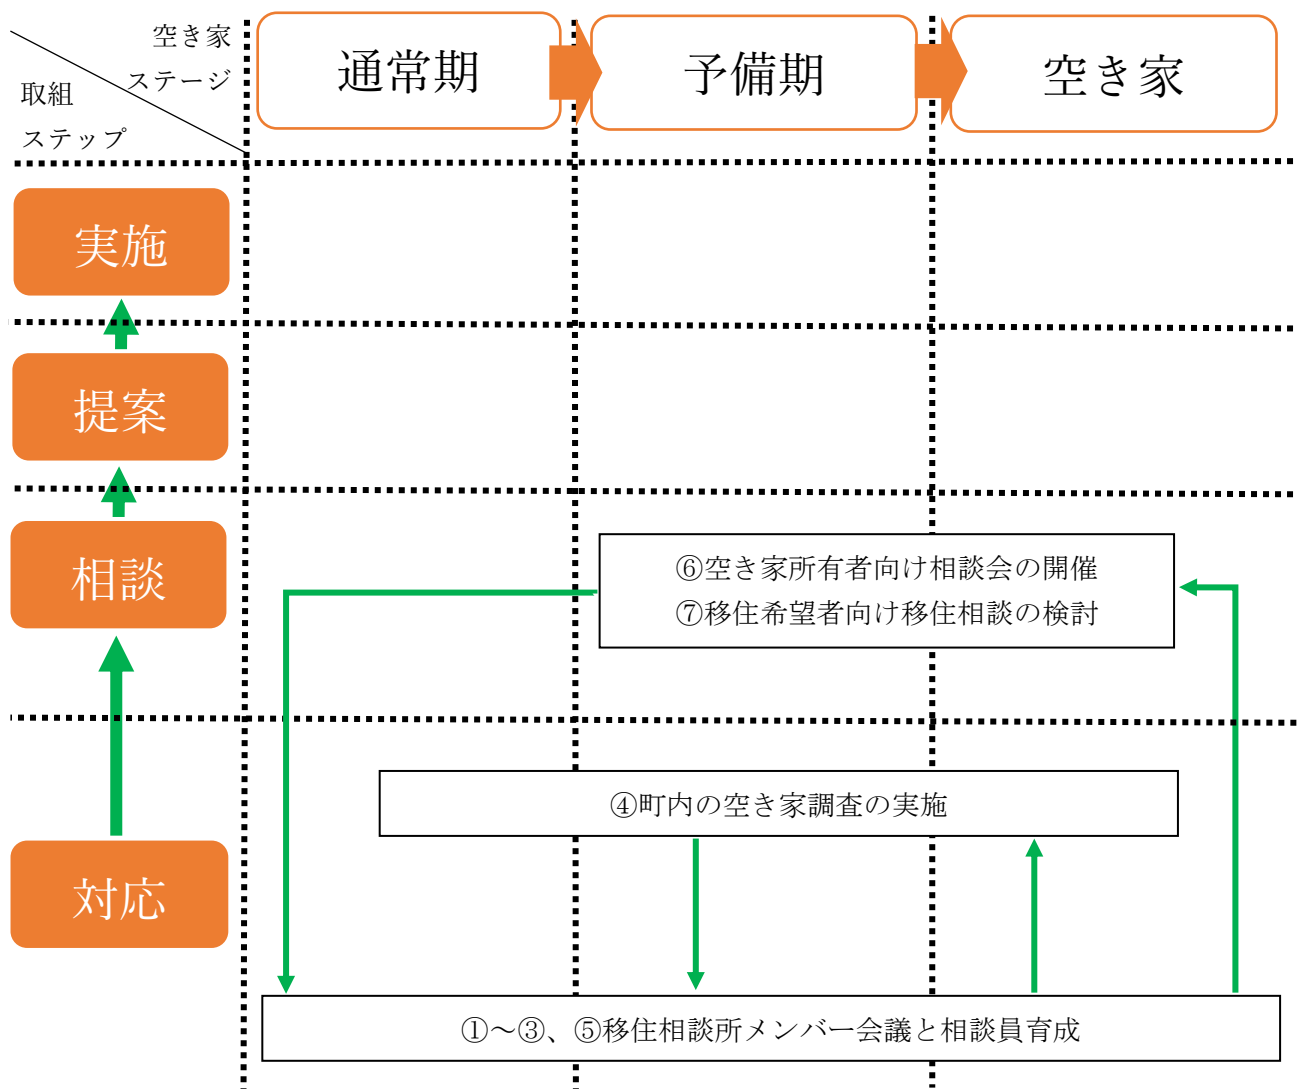 空き家
ステージ
取組
ステップ
通常期
予備期
空き家
実施
提案
相談
⑥空き家所有者向け相談会の開催
⑦移住希望者向け移住相談の検討
④町内の空き家調査の実施
対応
①～③、⑤移住相談所メンバー会議と相談員育成